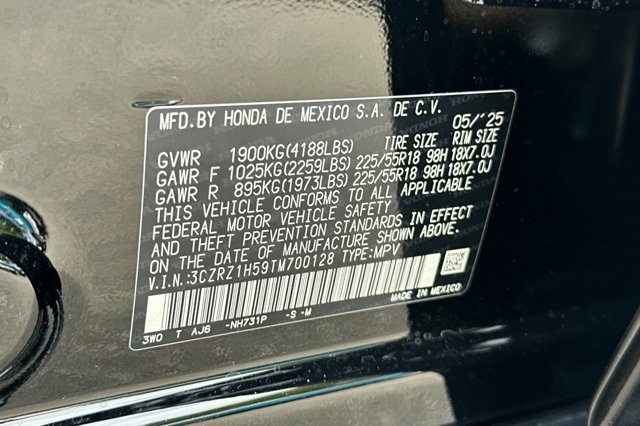 MFD.BY HONDA DE MEXICO S.A. DE C.V. 05/'25
GVWR 1900KG(4188LBS) TIRE SIZE RIM SIZE
GAWR F 1025KG(2259LBS) 225/55R18 98H 18X7.0J
GAWR R 895KG(1973LBS) 225/55R18 98H 18X7.0J
THIS VEHICLE CONFORMS TO ALL APPLICABLE
FEDERAL MOTOR VEHICLE SAFETY
AND THEFT PREVENTION STANDARDS IN EFFECT
ON THE DATE OF MANUFACTURE SHOWN ABOVE.
V.I.N.:3CZRZ1H59TM700128 TYPE:MPV
MADE IN MEXICO
3W0 T AJ6 -NH731P -S -M